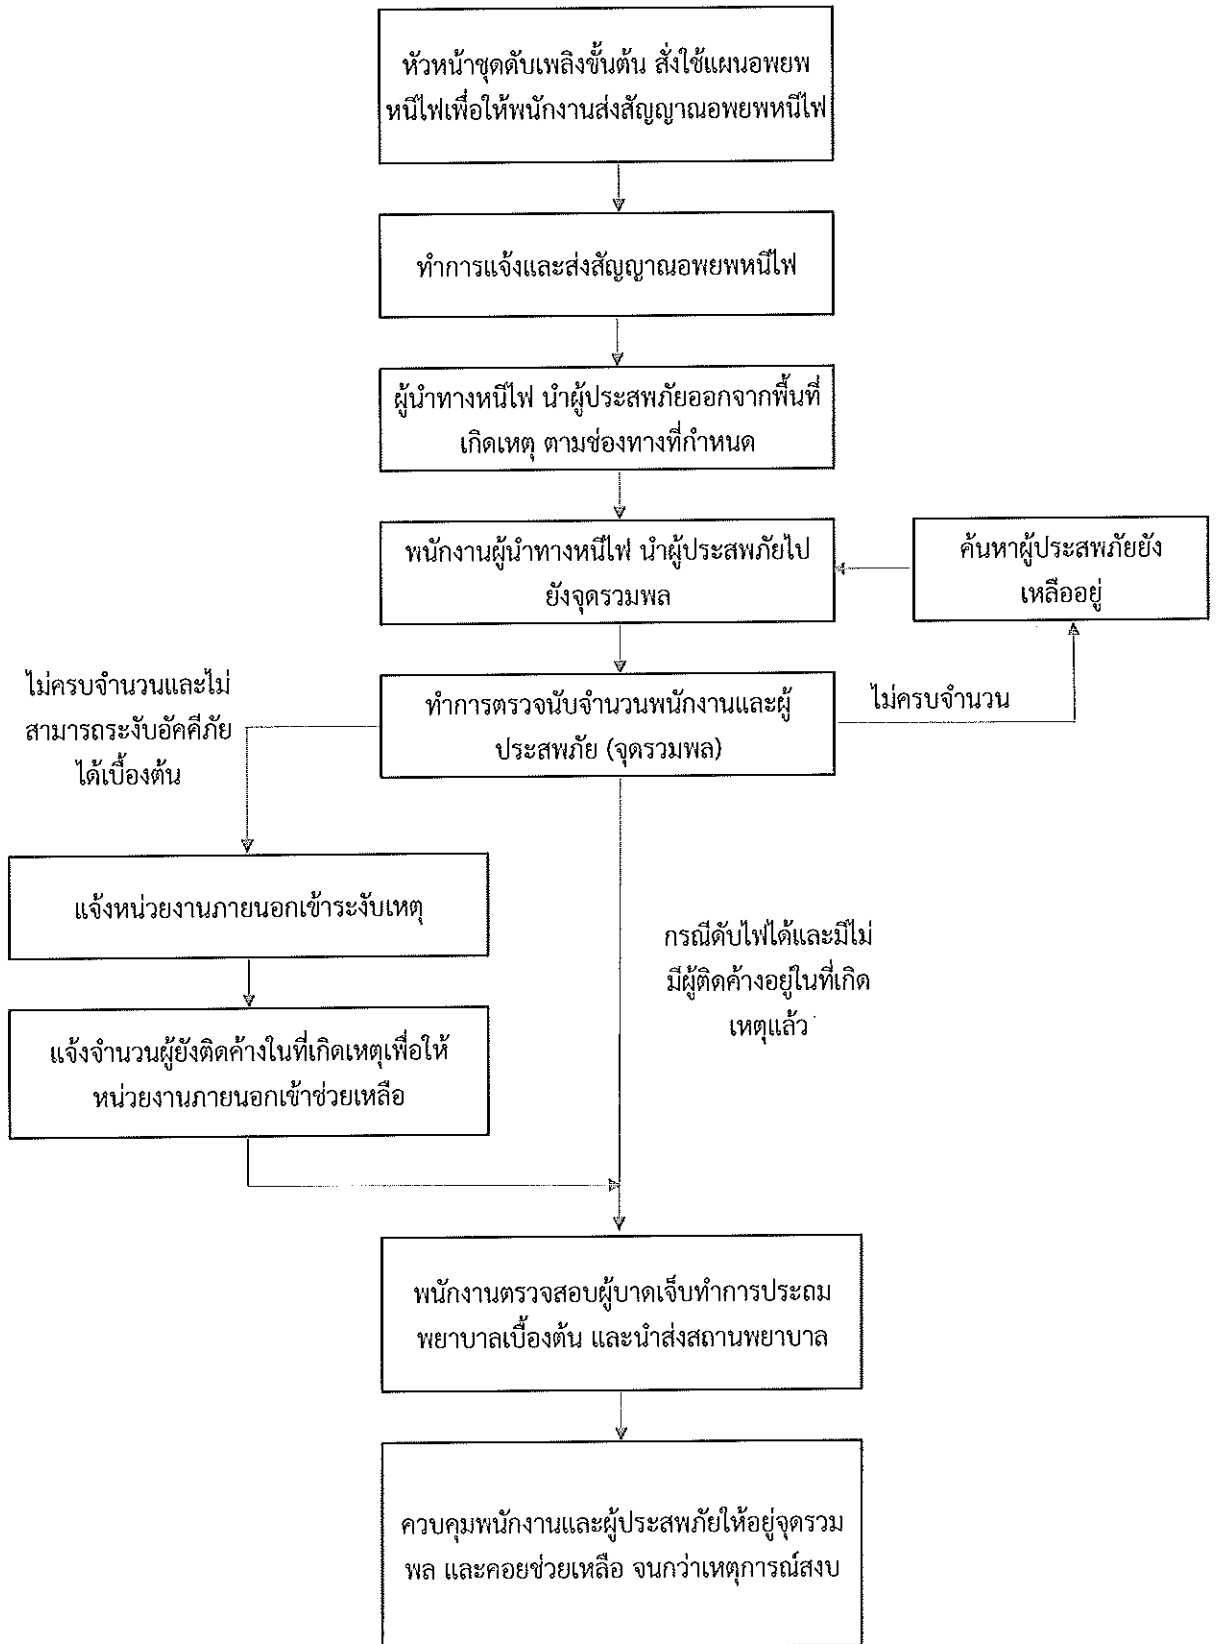 หัวหน้าชุดดับเพลิงขั้นต้น สั่งใช้แผนอพยพ
หนีไฟเพื่อให้พนักงานส่งสัญญาณอพยพหนีไฟ
ทำการแจ้งและส่งสัญญาณอพยพหนีไฟ
ผู้นำทางหนีไฟ นำผู้ประสพภัยออกจากพื้นที่
เกิดเหตุ ตามช่องทางที่กำหนด
พนักงานผู้นำทางหนีไฟ นำผู้ประสพภัยไป
ยังจุดรวมพล
ค้นหาผู้ประสพภัยยัง
เหลืออยู่
ทำการตรวจนับจำนวนพนักงานและผู้
ประสพภัย (จุดรวมพล)
ไม่ครบจำนวน
ไม่ครบจำนวนและไม่
สามารถระงับอัคคีภัย
ได้เบื้องต้น
แจ้งหน่วยงานภายนอกเข้าระงับเหตุ
แจ้งจำนวนผู้ยังติดค้างในที่เกิดเหตุเพื่อให้
หน่วยงานภายนอกเข้าช่วยเหลือ
กรณีดับไฟได้และมีไม่
มีผู้ติดค้างอยู่ในที่เกิด
เหตุแล้ว
พนักงานตรวจสอบผู้บาดเจ็บทำการประถม
พยาบาลเบื้องต้น และนำส่งสถานพยาบาล
ควบคุมพนักงานและผู้ประสพภัยให้อยู่จุดรวม
พล และคอยช่วยเหลือ จนกว่าเหตุการณ์สงบ